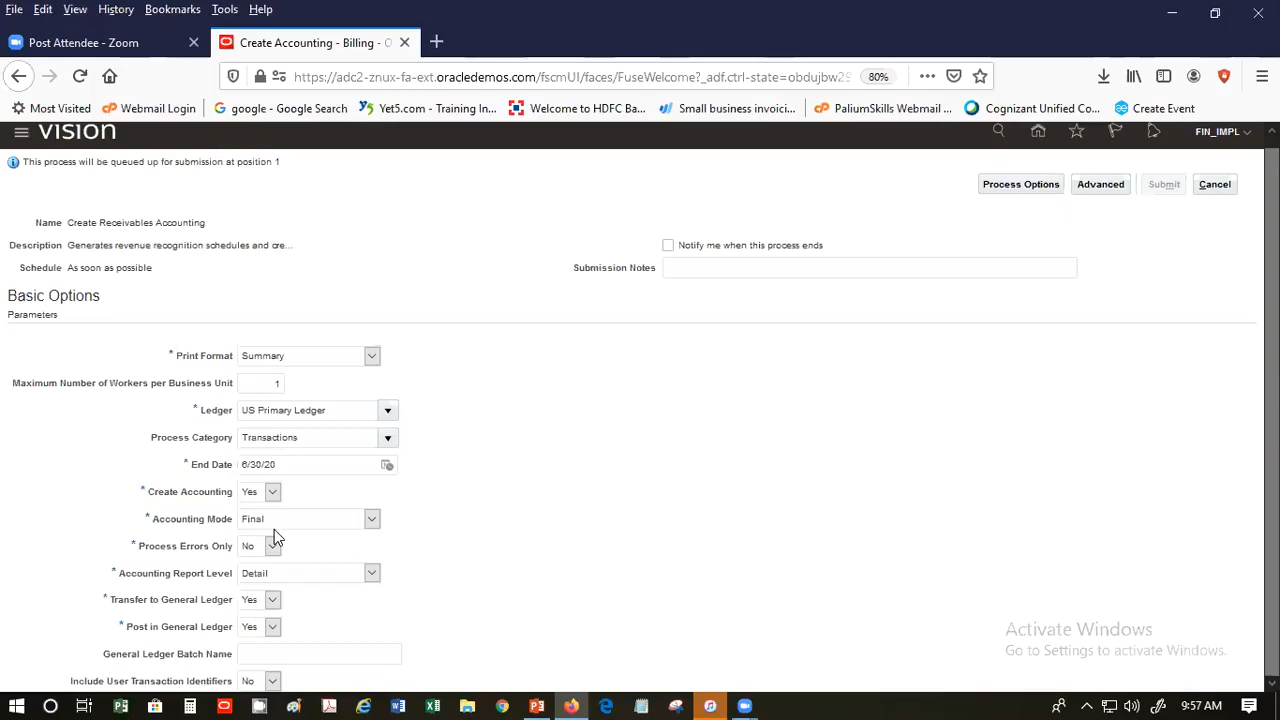 File Edit View History Bookmarks Tools Help
Post Attendee - Zoom
Create Accounting - Billing - O
https://adc2-znux-fa-ext.oracledemos.com/fscmUI/faces/FuseWelcome?_adf.ctrl-state=obdujbw29
80%
Most Visited
Webmail Login
google - Google Search
Yet5.com - Training In...
Welcome to HDFC Ba...
Small business invoici...
PaliumSkills Webmail ...
Cognizant Unified Co...
Create Event
vision
FIN_IMPL
This process will be queued up for submission at position 1
Process Options
Advanced
Submit
Cancel
Name Create Receivables Accounting
Description Generates revenue recognition schedules and cre...
Notify me when this process ends
Schedule As soon as possible
Submission Notes
Basic Options
Parameters
* Print Format Summary
Maximum Number of Workers per Business Unit 1
* Ledger US Primary Ledger
Process Category Transactions
* End Date 6/30/20
* Create Accounting Yes
* Accounting Mode Final
* Process Errors Only No
* Accounting Report Level Detail
* Transfer to General Ledger Yes
* Post in General Ledger Yes
General Ledger Batch Name
Include User Transaction Identifiers No
Activate Windows
Go to Settings to activate Windows.
9:57 AM